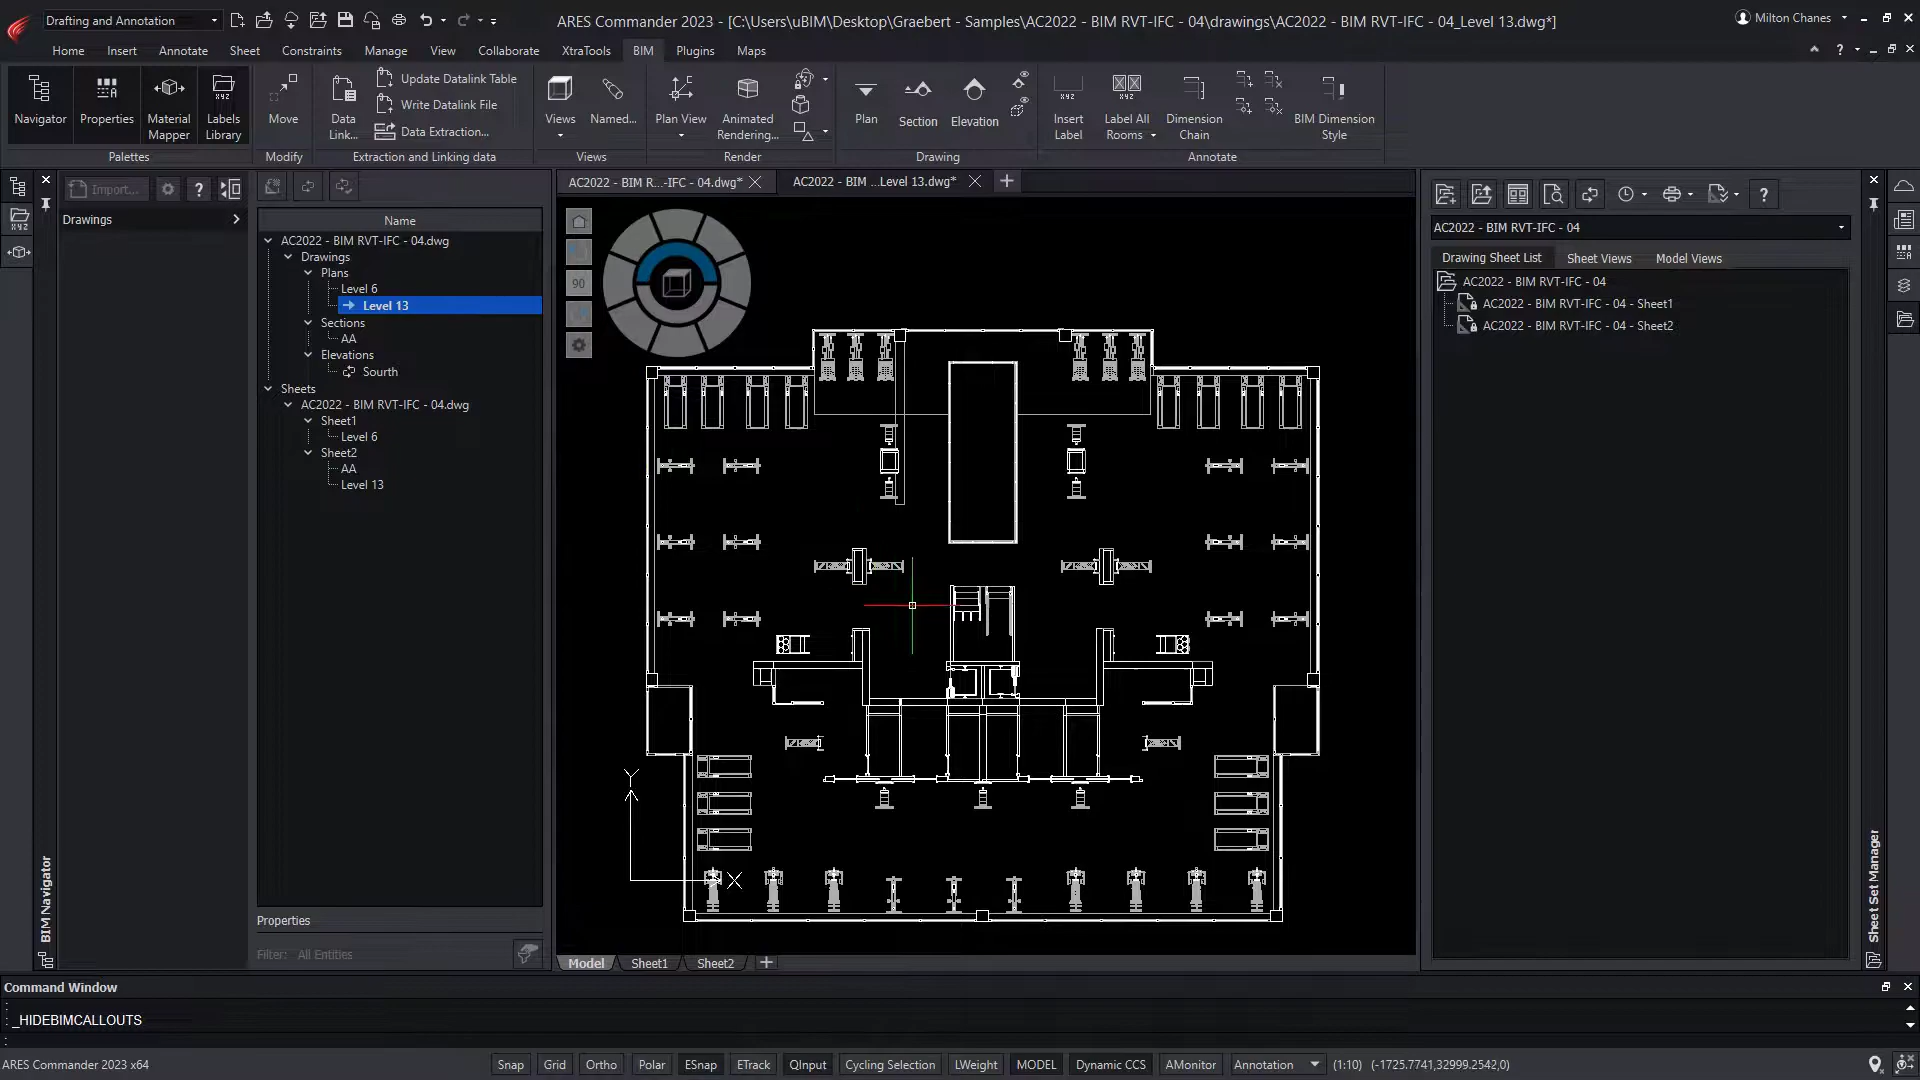 Drafting and Annotation
ARES Commander 2023 - [C:\Users\uBIM\Desktop\Graebert - Samples\AC2022 - BIM RVT-IFC - 04\drawings\AC2022 - BIM RVT-IFC - 04_Level 13.dwg*]
Milton Chanes
Home Insert Annotate Sheet Constraints Manage View Collaborate XtraTools BIM Plugins Maps
Navigator
Properties
Material Mapper
Labels Library
Palettes
Move
Modify
Data Link...
Update Datalink Table
Write Datalink File
Data Extraction...
Extraction and Linking data
Views
Named...
Views
Plan View
Animated Rendering...
Render
Plan
Section
Elevation
Drawing
XYZ
Insert Label
XYZ
Label All Rooms
Dimension Chain
BIM Dimension Style
Annotate
Import...
Drawings
Name
AC2022 - BIM RVT-IFC - 04.dwg
Drawings
Plans
Level 6
Level 13
Sections
AA
Elevations
Sourth
Sheets
AC2022 - BIM RVT-IFC - 04.dwg
Sheet1
Level 6
Sheet2
AA
Level 13
BIM Navigator
Properties
Filter: All Entities
AC2022 - BIM R...-IFC - 04.dwg*
AC2022 - BIM ...Level 13.dwg*
90
Y
X
Model Sheet1 Sheet2
AC2022 - BIM RVT-IFC - 04
Drawing Sheet List Sheet Views Model Views
AC2022 - BIM RVT-IFC - 04
AC2022 - BIM RVT-IFC - 04 - Sheet1
AC2022 - BIM RVT-IFC - 04 - Sheet2
Sheet Set Manager
Command Window
:
: _HIDEBIMCALLOUTS
:
ARES Commander 2023 x64
Snap Grid Ortho Polar ESnap ETrack QInput Cycling Selection LWeight MODEL Dynamic CCS AMonitor Annotation (1:10) (-1725.7741,32999.2542,0)